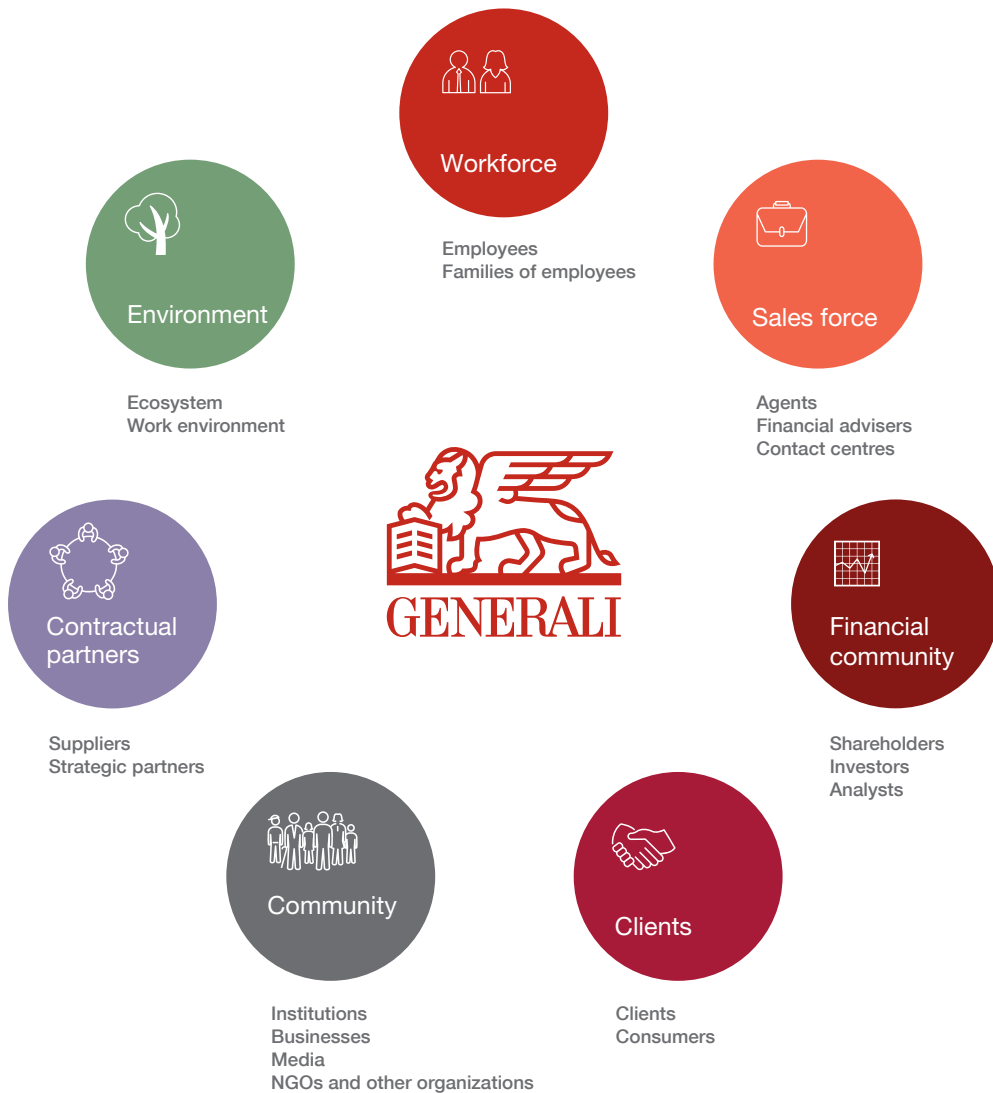 Workforce
Employees
Families of employees
Environment
Ecosystem
Work environment
Sales force
Agents
Financial advisers
Contact centres
GENERALI
Contractual
partners
Suppliers
Strategic partners
Financial
community
Shareholders
Investors
Analysts
Community
Institutions
Businesses
Media
NGOs and other organizations
Clients
Clients
Consumers